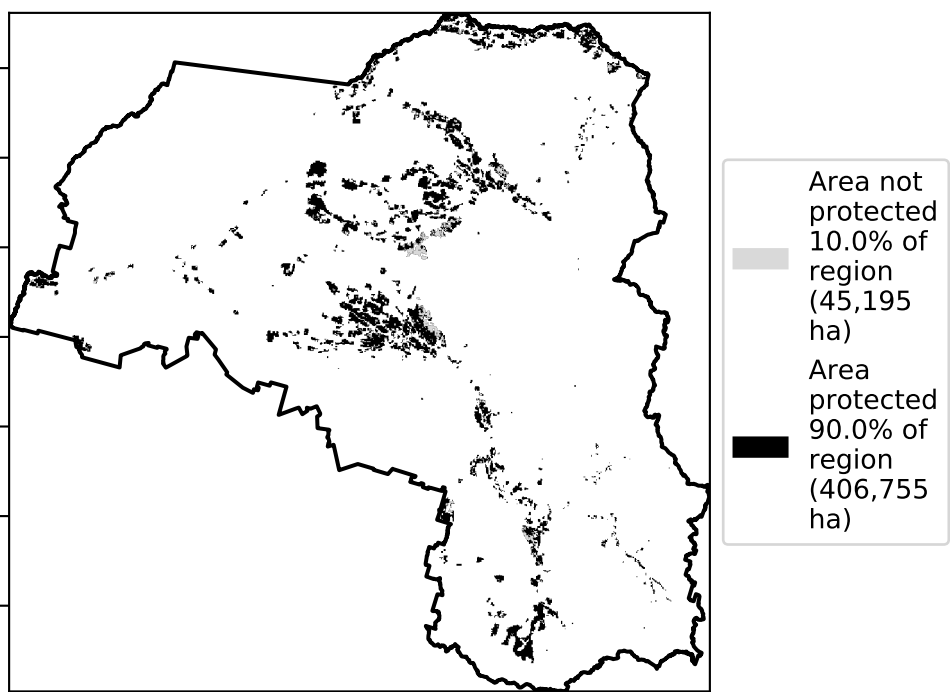 Area not
protected
10.0% of
region
(45,195
ha)
Area
protected
90.0% of
region
(406,755
ha)